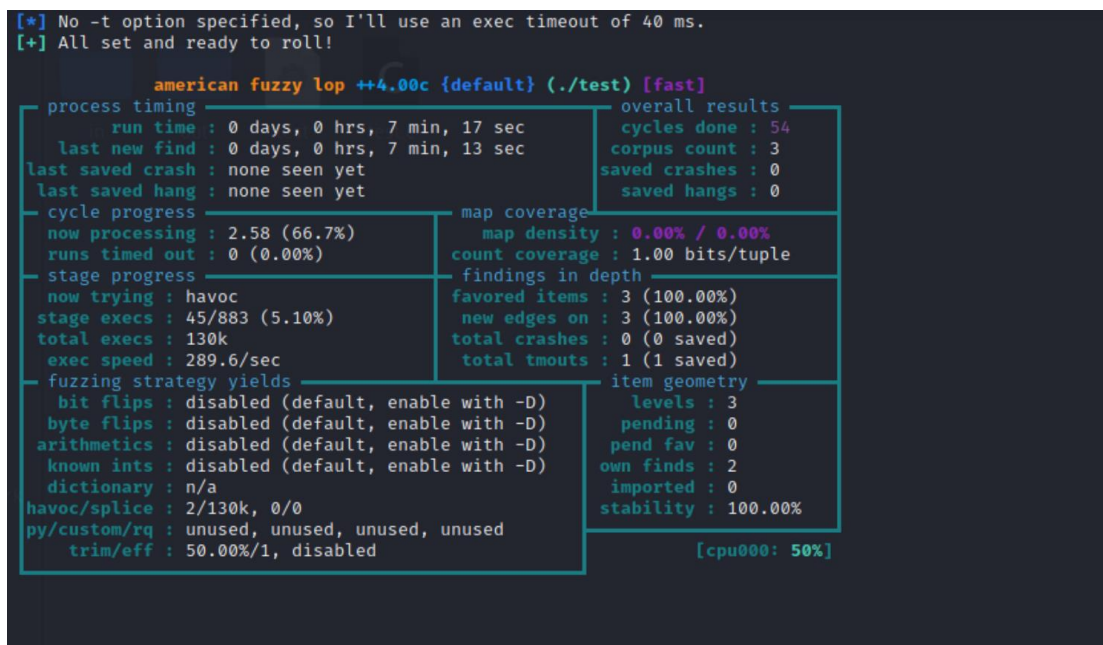 [*] No -t option specified, so I'll use an exec timeout of 40 ms.
[+] All set and ready to roll!
american fuzzy lop ++4.00c {default} (./test) [fast]
process timing overall results
run time : 0 days, 0 hrs, 7 min, 17 sec cycles done : 54
last new find : 0 days, 0 hrs, 7 min, 13 sec corpus count : 3
last saved crash : none seen yet saved crashes : 0
last saved hang : none seen yet saved hangs : 0
cycle progress map coverage
now processing : 2.58 (66.7%) map density : 0.00% / 0.00%
runs timed out : 0 (0.00%) count coverage : 1.00 bits/tuple
stage progress findings in depth
now trying : havoc favored items : 3 (100.00%)
stage execs : 45/883 (5.10%) new edges on : 3 (100.00%)
total execs : 130k total crashes : 0 (0 saved)
exec speed : 289.6/sec total tmouts : 1 (1 saved)
fuzzing strategy yields item geometry
bit flips : disabled (default, enable with -D) levels : 3
byte flips : disabled (default, enable with -D) pending : 0
arithmetics : disabled (default, enable with -D) pend fav : 0
known ints : disabled (default, enable with -D) own finds : 2
dictionary : n/a imported : 0
havoc/splice : 2/130k, 0/0 stability : 100.00%
py/custom/rq : unused, unused, unused, unused
trim/eff : 50.00%/1, disabled [cpu000: 50%]